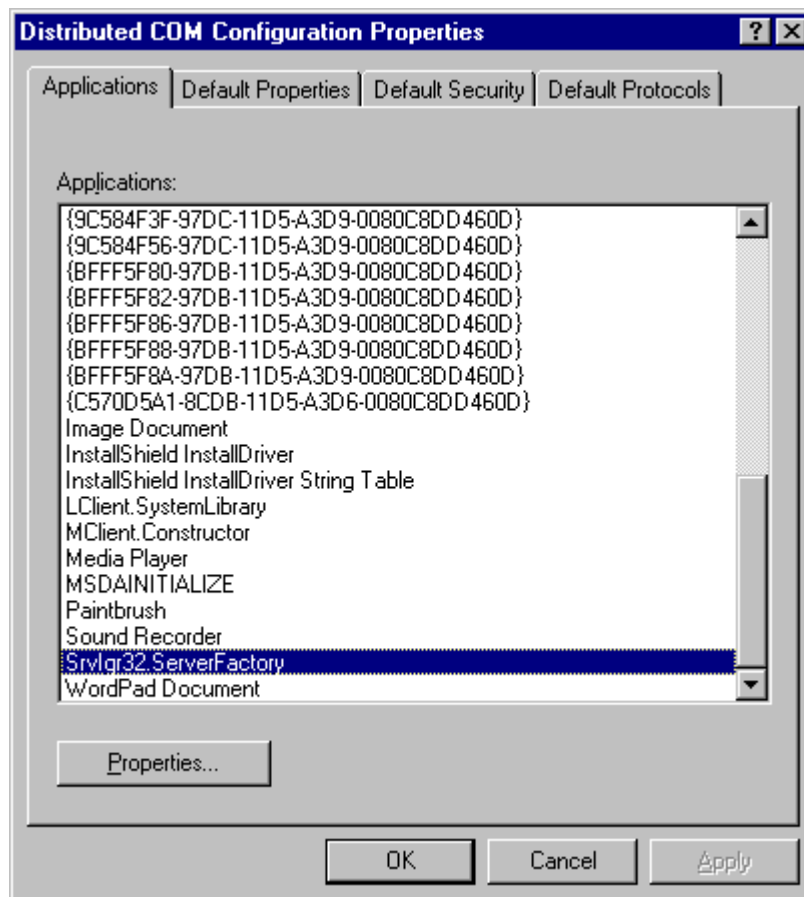 Distributed COM Configuration Properties
Applications Default Properties Default Security Default Protocols
Applications:
{9C584F3F-97DC-11D5-A3D9-0080C8DD460D}
{9C584F56-97DC-11D5-A3D9-0080C8DD460D}
{BFFF5F80-97DB-11D5-A3D9-0080C8DD460D}
{BFFF5F82-97DB-11D5-A3D9-0080C8DD460D}
{BFFF5F86-97DB-11D5-A3D9-0080C8DD460D}
{BFFF5F88-97DB-11D5-A3D9-0080C8DD460D}
{BFFF5F8A-97DB-11D5-A3D9-0080C8DD460D}
{C570D5A1-8CDB-11D5-A3D6-0080C8DD460D}
Image Document
InstallShield InstallDriver
InstallShield InstallDriver String Table
LClient.SystemLibrary
MClient.Constructor
Media Player
MSDAINITIALIZE
Paintbrush
Sound Recorder
Srvlgr32.ServerFactory
WordPad Document
Properties...
OK Cancel Apply